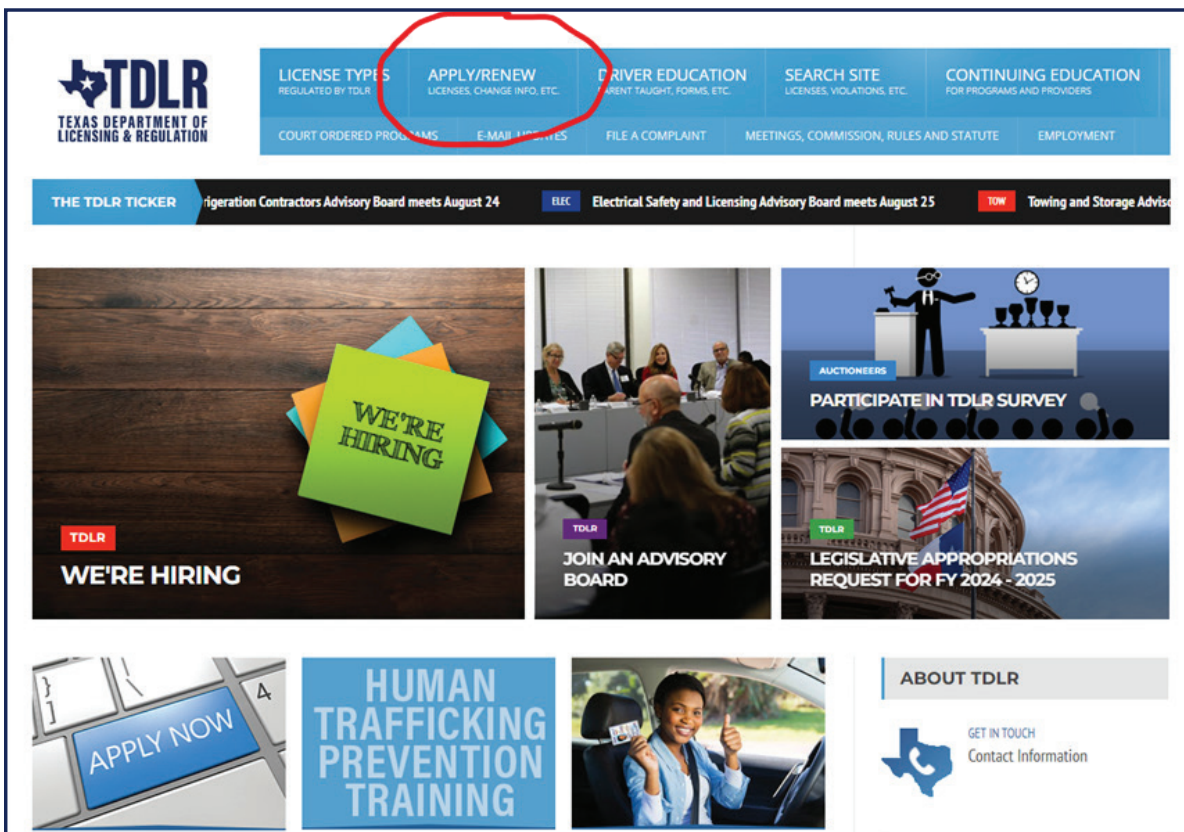 TDLR
TEXAS DEPARTMENT OF
LICENSING & REGULATION
LICENSE TYPES
REGULATED BY TDLR
APPLY/RENEW
LICENSES, CHANGE INFO, ETC.
DRIVER EDUCATION
PARENT TAUGHT, FORMS, ETC.
SEARCH SITE
LICENSES, VIOLATIONS, ETC.
CONTINUING EDUCATION
FOR PROGRAMS AND PROVIDERS
COURT ORDERED PROGRAMS
E-MAIL UPDATES
FILE A COMPLAINT
MEETINGS, COMMISSION, RULES AND STATUTE
EMPLOYMENT
THE TDLR TICKER
rigeration Contractors Advisory Board meets August 24
ELEC
Electrical Safety and Licensing Advisory Board meets August 25
TOW
Towing and Storage Adviso
WE'RE
HIRING
TDLR
WE'RE HIRING
TDLR
JOIN AN ADVISORY
BOARD
AUCTIONEERS
PARTICIPATE IN TDLR SURVEY
TDLR
LEGISLATIVE APPROPRIATIONS
REQUEST FOR FY 2024 - 2025
}
]
\
4
APPLY NOW
HUMAN
TRAFFICKING
PREVENTION
TRAINING
ABOUT TDLR
GET IN TOUCH
Contact Information